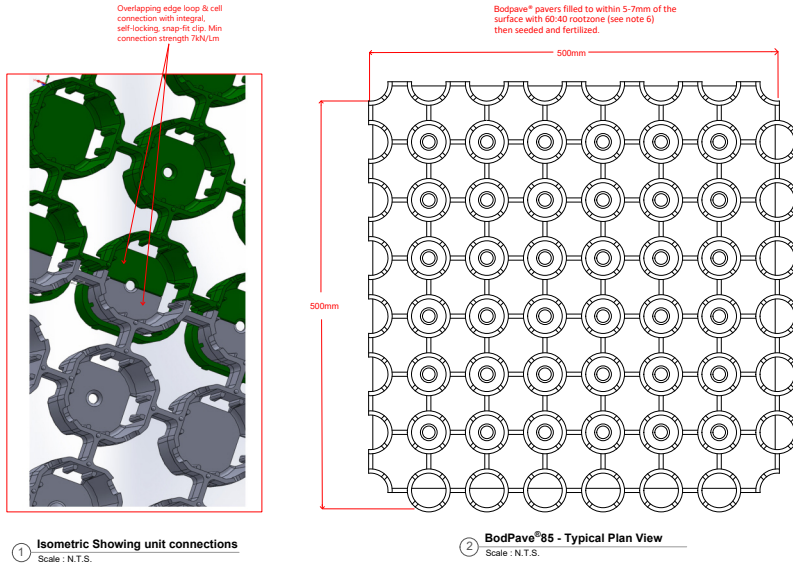 Overlapping edge loop & cell
connection with integral,
self-locking, snap-fit clip. Min
connection strength 7kN/Lm
Bodpave® pavers filled to within 5-7mm of the
surface with 60:40 rootzone (see note 6)
then seeded and fertilized.
500mm
500mm
1 Isometric Showing unit connections
Scale : N.T.S.
2 BodPave®85 - Typical Plan View
Scale : N.T.S.